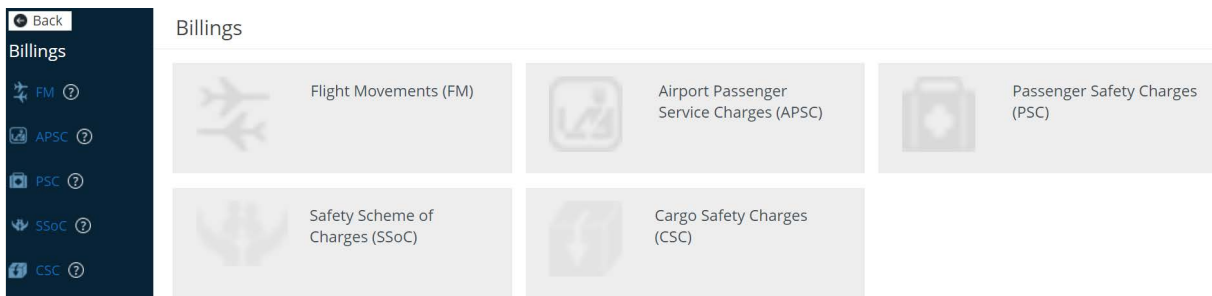 Back
Billings
FM
APSC
PSC
SSoC
CSC
Billings
Flight Movements (FM)
Airport Passenger
Service Charges (APSC)
Passenger Safety Charges
(PSC)
Safety Scheme of
Charges (SSoC)
Cargo Safety Charges
(CSC)